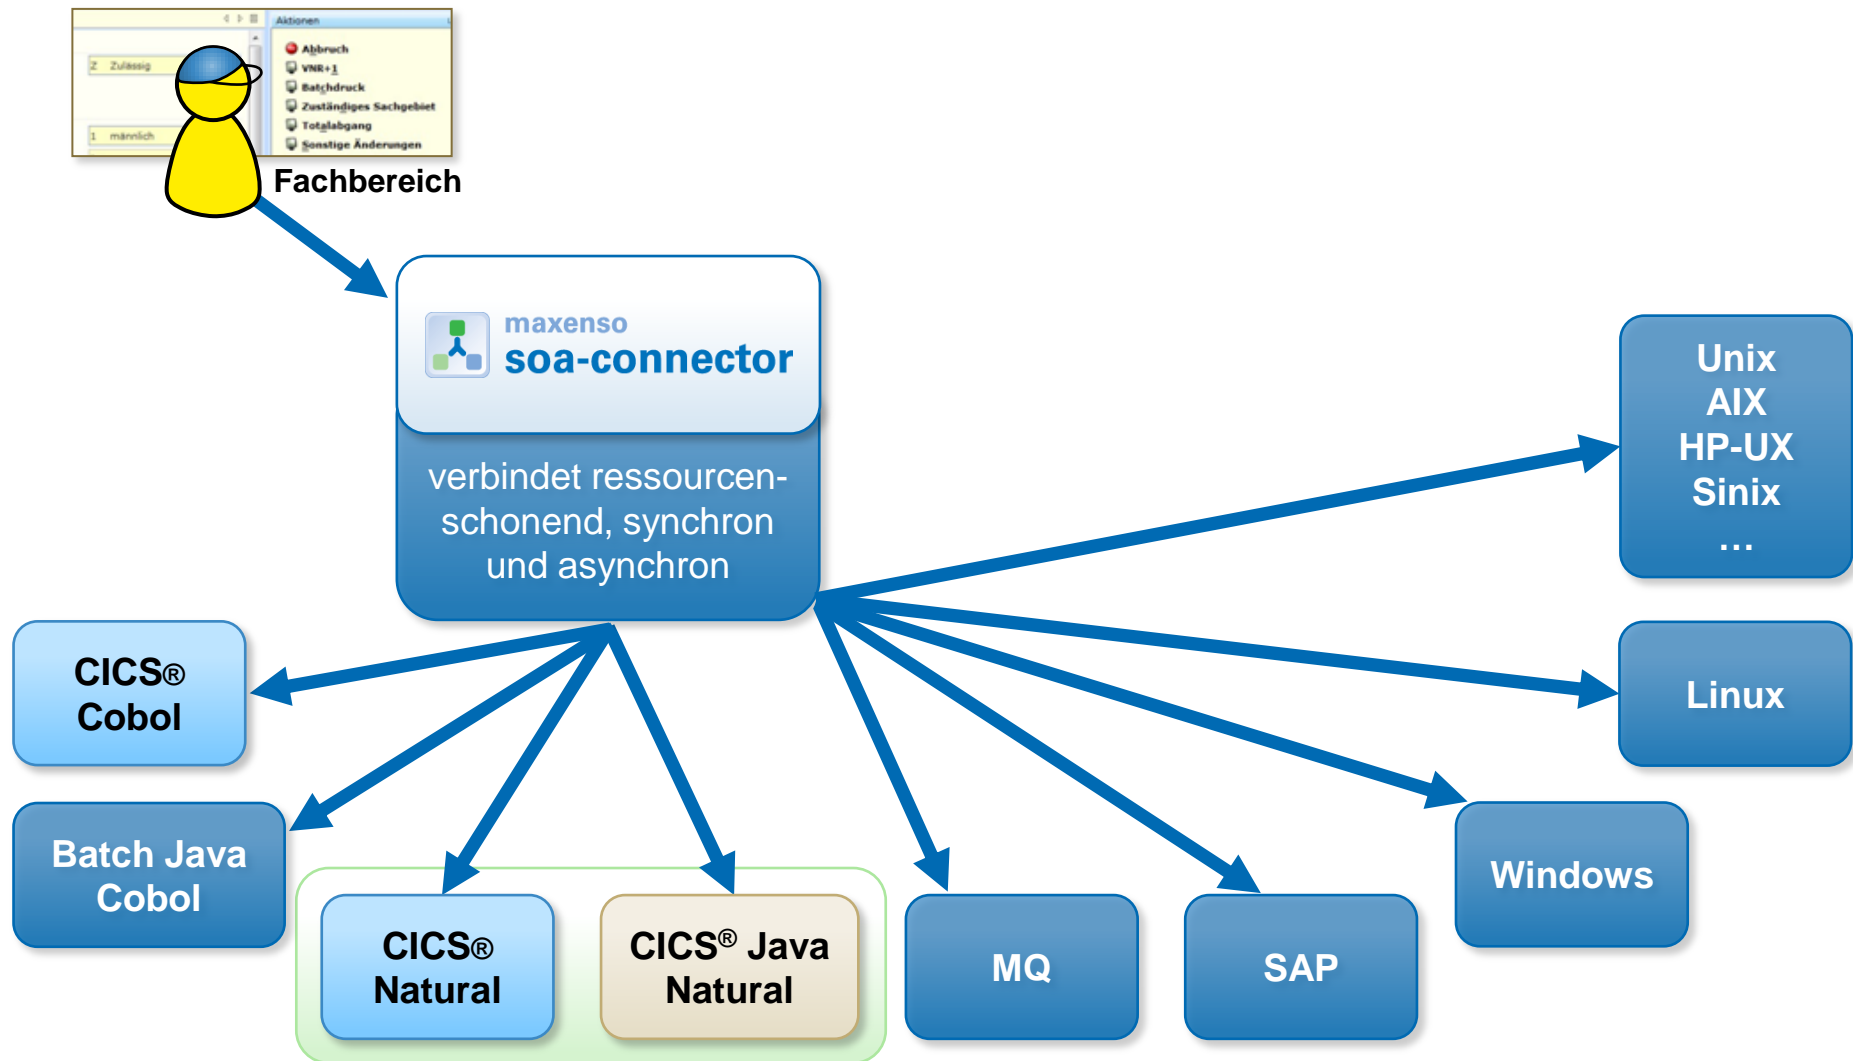 Aktionen
Abbruch
Z Zulässig
VNR+1
Batchdruck
Zuständiges Sachgebiet
Totalabgang
1 männlich
Sonstige Änderungen
Fachbereich
maxenso
soa-connector
verbindet ressourcen-
schonend, synchron
und asynchron
Unix
AIX
HP-UX
Sinix
…
CICS®
Cobol
Linux
Batch Java
Cobol
Windows
CICS®
Natural
CICS® Java
Natural
MQ
SAP